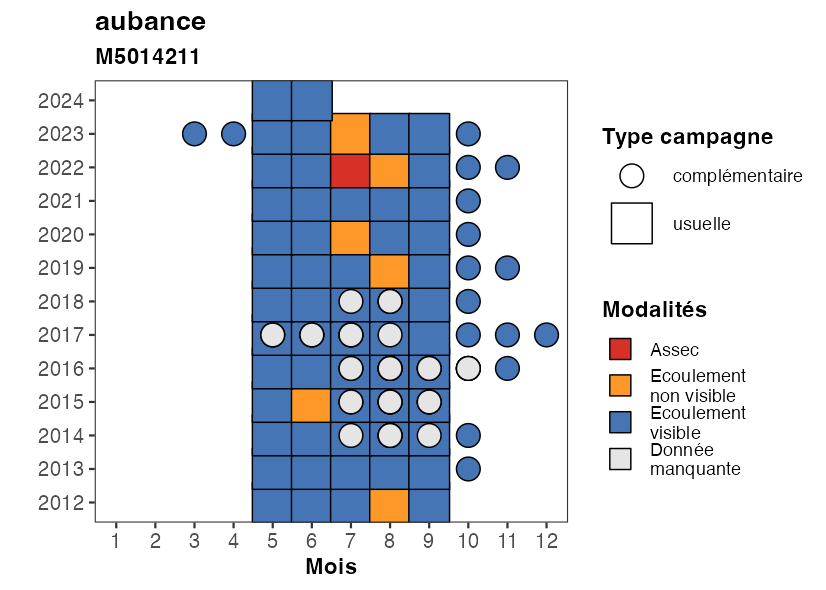 aubance
M5014211
2024
2023
2022
2021
2020
2019
2018
2017
2016
2015
2014
2013
2012
1 2 3 4 5 6 7 8 9 10 11 12
Mois
Type campagne
complémentaire
usuelle
Modalités
Assec
Ecoulement
non visible
Ecoulement
visible
Donnée
manquante